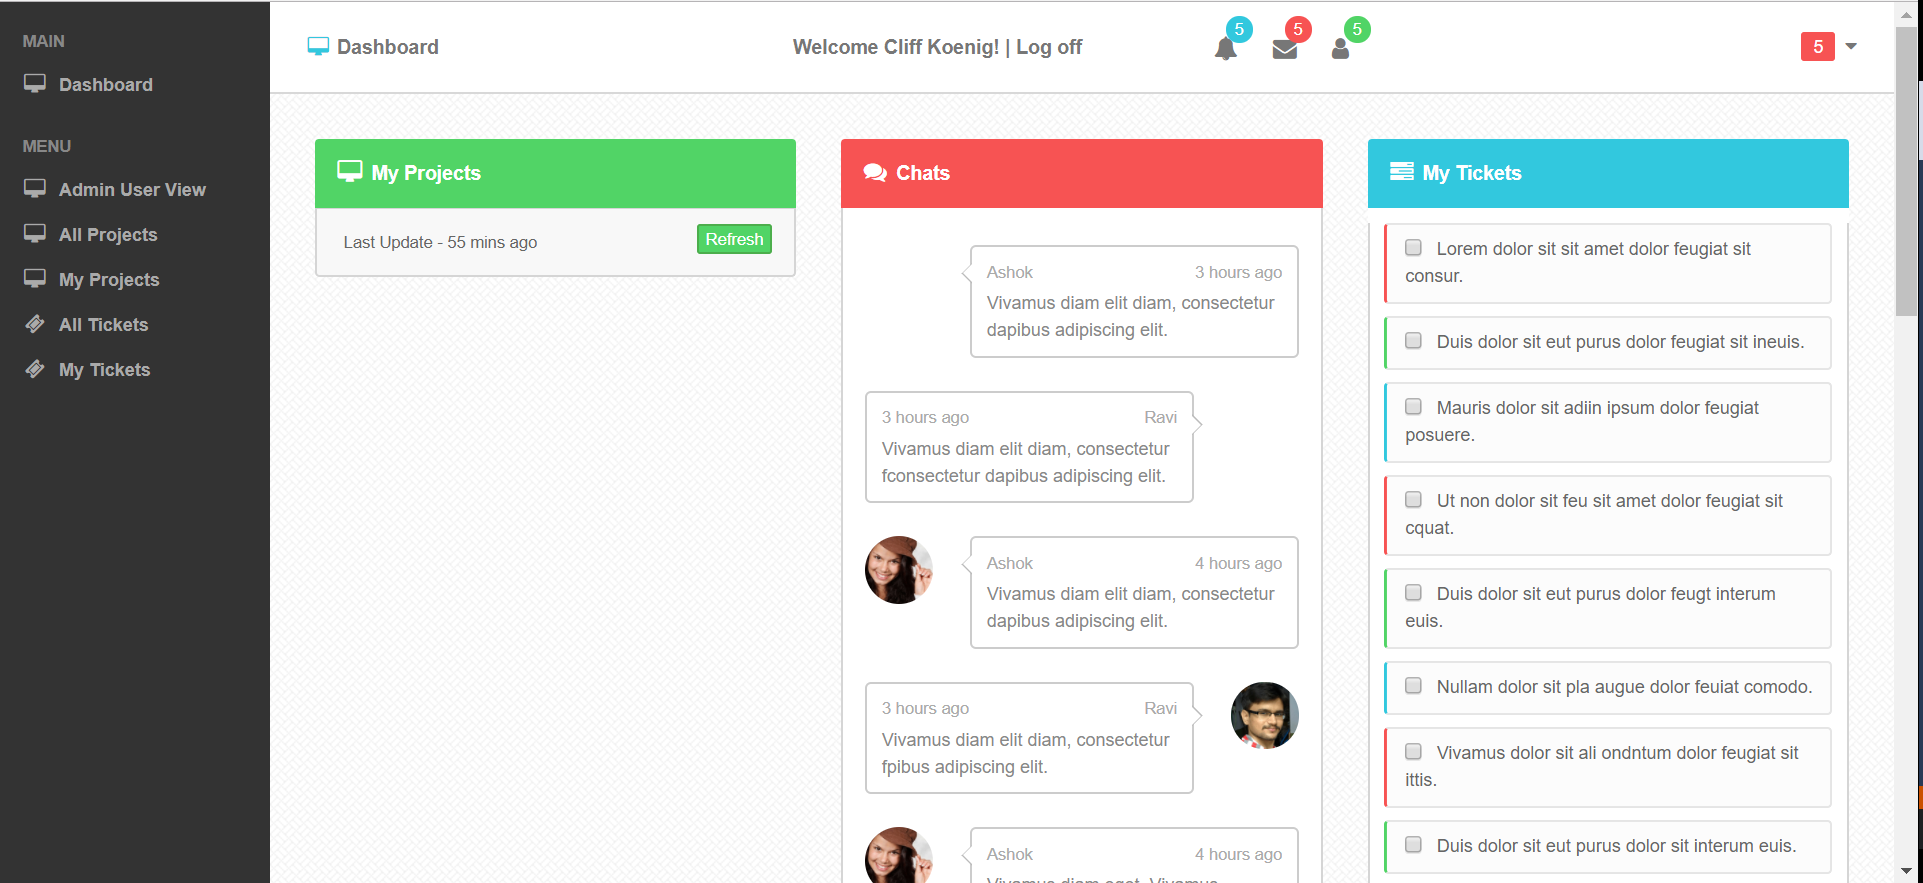 MAIN
Dashboard
MENU
Admin User View
All Projects
My Projects
All Tickets
My Tickets
Dashboard
Welcome Cliff Koenig! | Log off
5
5
5
5
My Projects
Last Update - 55 mins ago
Refresh
Chats
Ashok
3 hours ago
Vivamus diam elit diam, consectetur
dapibus adipiscing elit.
3 hours ago
Ravi
Vivamus diam elit diam, consectetur
fconsectetur dapibus adipiscing elit.
Ashok
4 hours ago
Vivamus diam elit diam, consectetur
dapibus adipiscing elit.
3 hours ago
Ravi
Vivamus diam elit diam, consectetur
fpibus adipiscing elit.
Ashok
4 hours ago
Vivamus diam eget. Vivamus
My Tickets
Lorem dolor sit sit amet dolor feugiat sit
consur.
Duis dolor sit eut purus dolor feugiat sit ineuis.
Mauris dolor sit adiin ipsum dolor feugiat
posuere.
Ut non dolor sit feu sit amet dolor feugiat sit
cquat.
Duis dolor sit eut purus dolor feugt interum
euis.
Nullam dolor sit pla augue dolor feuiat comodo.
Vivamus dolor sit ali ondntum dolor feugiat sit
ittis.
Duis dolor sit eut purus dolor sit interum euis.